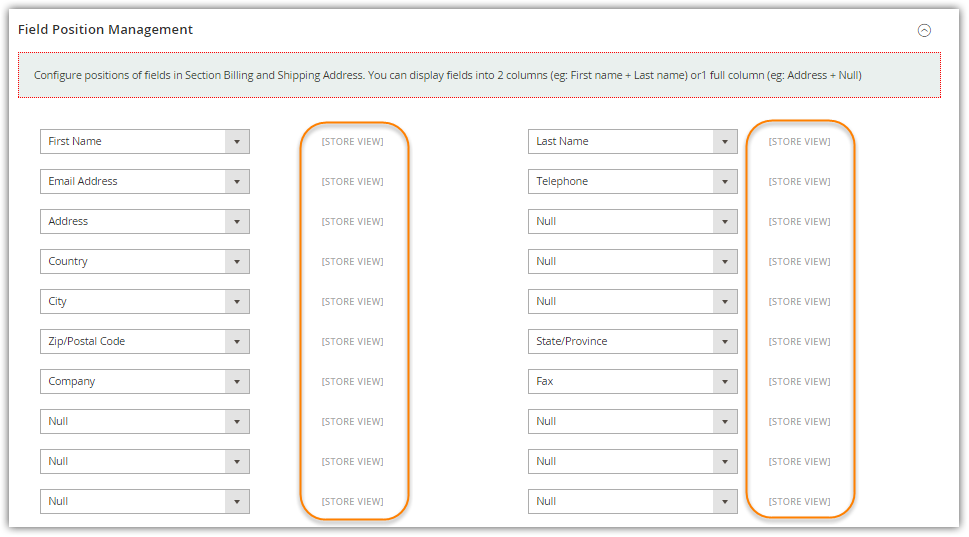 Field Position Management
Configure positions of fields in Section Billing and Shipping Address. You can display fields into 2 columns (eg: First name + Last name) or1 full column (eg: Address + Null)
First Name [STORE VIEW] Last Name [STORE VIEW]
Email Address [STORE VIEW] Telephone [STORE VIEW]
Address [STORE VIEW] Null [STORE VIEW]
Country [STORE VIEW] Null [STORE VIEW]
City [STORE VIEW] Null [STORE VIEW]
Zip/Postal Code [STORE VIEW] State/Province [STORE VIEW]
Company [STORE VIEW] Fax [STORE VIEW]
Null [STORE VIEW] Null [STORE VIEW]
Null [STORE VIEW] Null [STORE VIEW]
Null [STORE VIEW] Null [STORE VIEW]